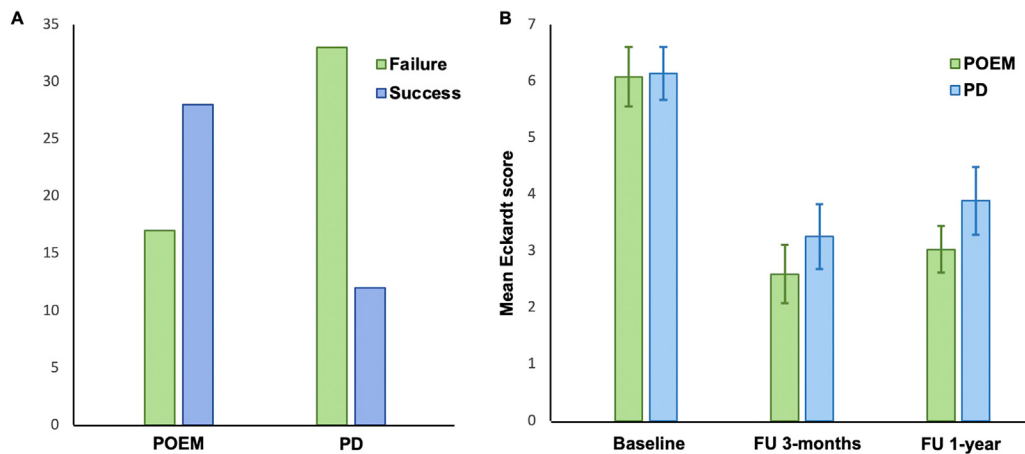 A
35
30
25
20
15
10
5
0
Failure
Success
POEM PD
B
Mean Eckardt score
7
6
5
4
3
2
1
0
POEM
PD
Baseline FU 3-months FU 1-year